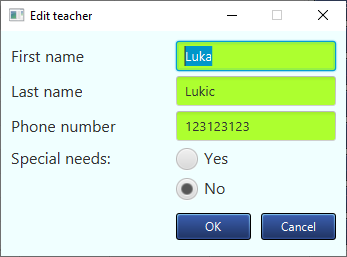 Edit teacher
First name Luka
Last name Lukic
Phone number 123123123
Special needs: Yes
No
OK Cancel